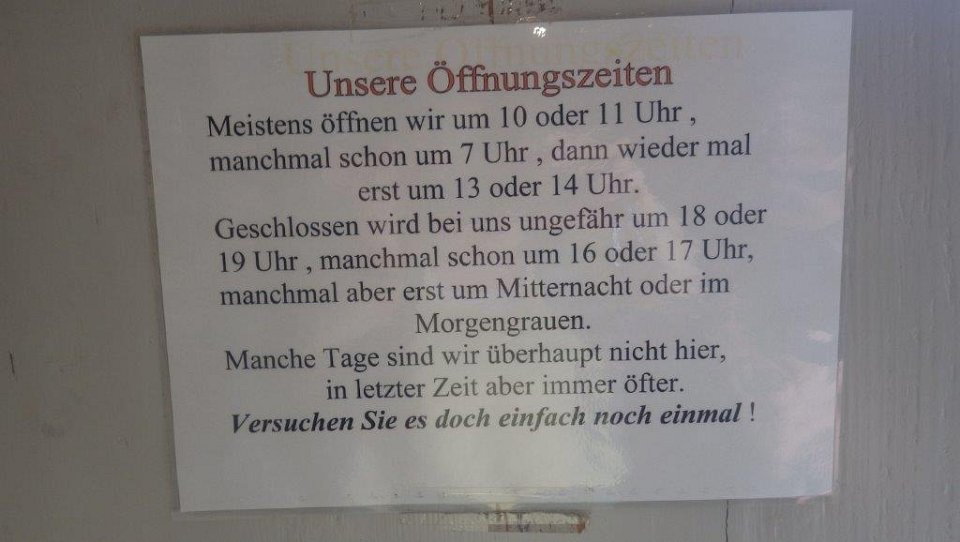 Unsere Öffnungszeiten
Meistens öffnen wir um 10 oder 11 Uhr ,
manchmal schon um 7 Uhr , dann wieder mal
erst um 13 oder 14 Uhr.
Geschlossen wird bei uns ungefähr um 18 oder
19 Uhr , manchmal schon um 16 oder 17 Uhr,
manchmal aber erst um Mitternacht oder im
Morgengrauen.
Manche Tage sind wir überhaupt nicht hier,
in letzter Zeit aber immer öfter.
Versuchen Sie es doch einfach noch einmal !